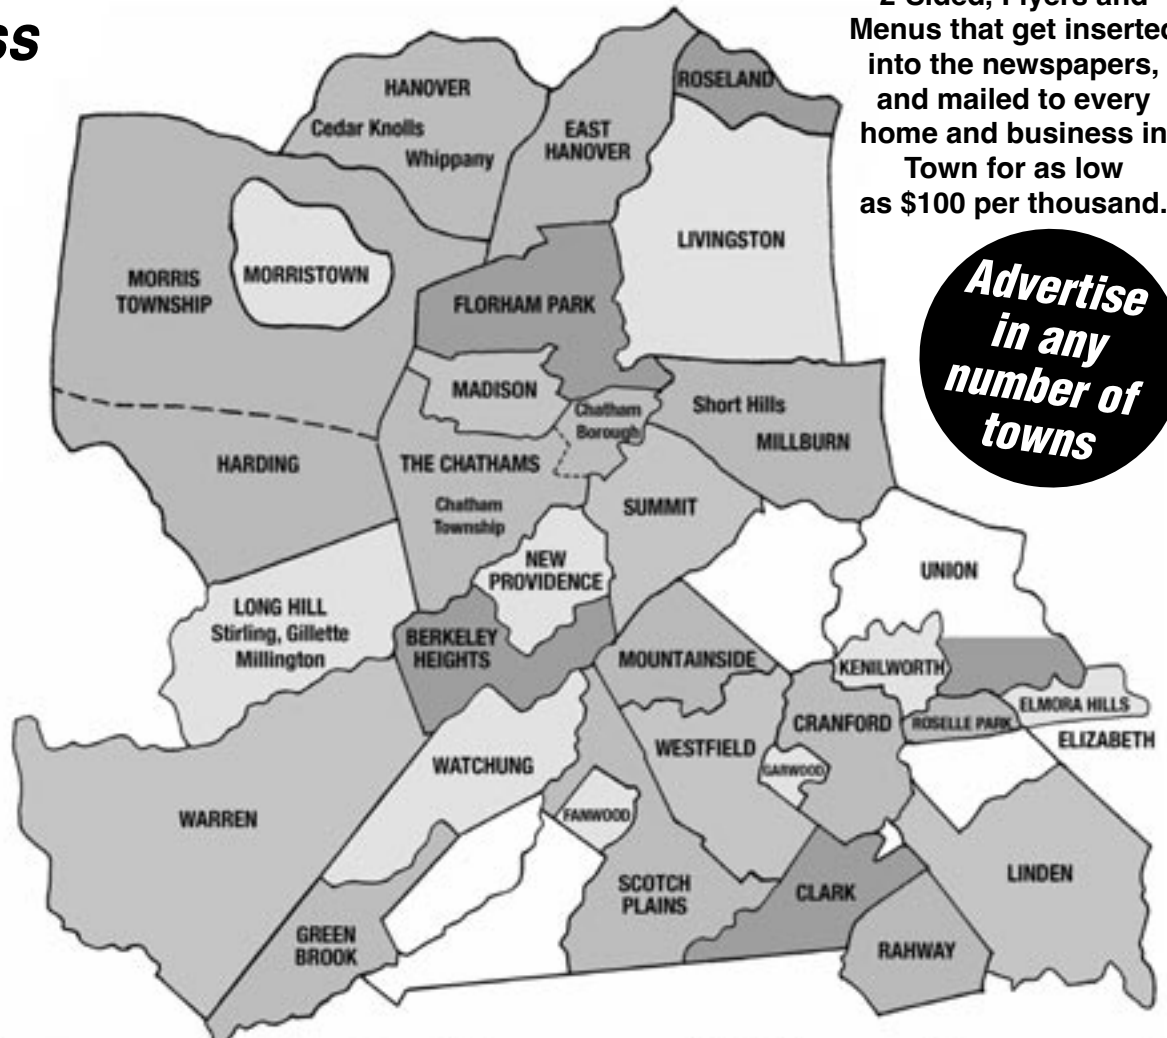 ss
2-Sided, Flyers and
Menus that get inserted
into the newspapers,
and mailed to every
home and business in
Town for as low
as $100 per thousand.
Advertise
in any
number of
towns
HANOVER
Cedar Knolls
Whippany
EAST
HANOVER
ROSELAND
LIVINGSTON
MORRIS
TOWNSHIP
MORRISTOWN
FLORHAM PARK
MADISON
Chatham
Borough
Short Hills
MILLBURN
HARDING
THE CHATHAMS
Chatham
Township
SUMMIT
NEW
PROVIDENCE
UNION
LONG HILL
Stirling, Gillette
Millington
BERKELEY
HEIGHTS
MOUNTAINSIDE
KENILWORTH
ELMORA HILLS
ROSELLE PARK
ELIZABETH
CRANFORD
WESTFIELD
GARWOOD
WATCHUNG
WARREN
FANWOOD
SCOTCH
PLAINS
CLARK
LINDEN
GREEN
BROOK
RAHWAY